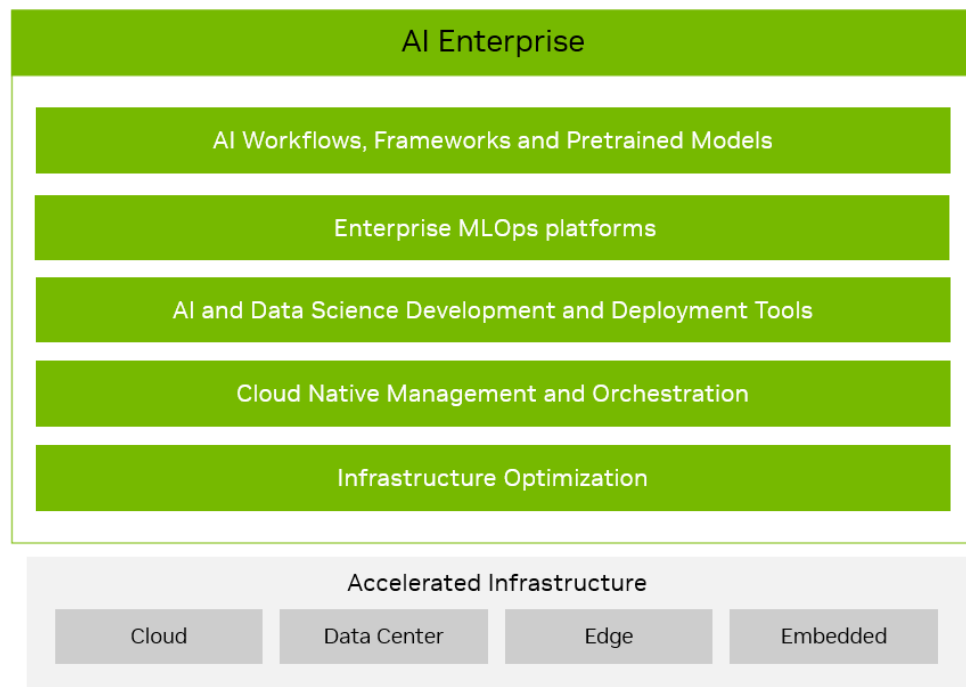 AI Enterprise
AI Workflows, Frameworks and Pretrained Models
Enterprise MLOps platforms
AI and Data Science Development and Deployment Tools
Cloud Native Management and Orchestration
Infrastructure Optimization
Accelerated Infrastructure
Cloud
Data Center
Edge
Embedded